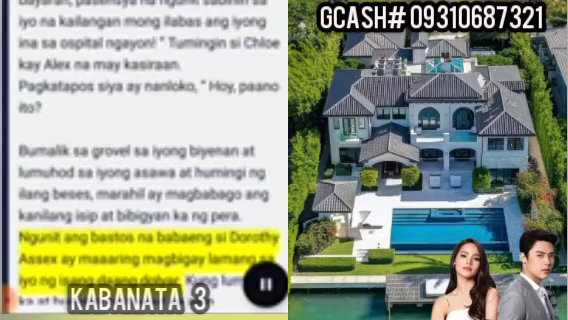 bayaran, pasensya na ngunit sabihin sa
iyo na kailangan mong ilabas ang iyong
ina sa ospital ngayon! " Tumingin si Chloe
kay Alex na may kasiraan.
Pagkatapos siya ay nanloko, " Hoy, paano
ito?
Bumalik sa grovel sa iyong biyenan at
lumuhod sa iyong asawa at humingi ng
ilang beses, marahil ay magbabago ang
kanilang isip at bibigyan ka ng pera.
Ngunit ang bastos na babaeng si Dorothy
Assex ay maaaring magbigay lamang sa
iyo ng isang daang dolyar. Kung
KABANATA 3
GCASH# 09310687321